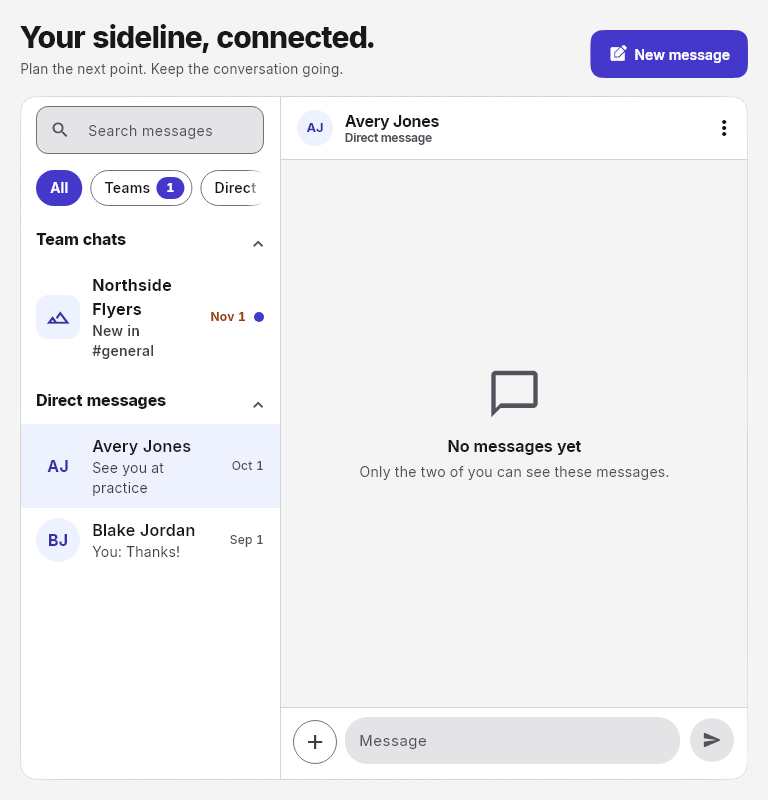 Your sideline, connected.
Plan the next point. Keep the conversation going.
New message
Search messages
All
Teams 1
Direct
Team chats
Northside
Flyers
New in
#general
Nov 1
Direct messages
AJ
Avery Jones
See you at
practice
Oct 1
BJ
Blake Jordan
You: Thanks!
Sep 1
AJ
Avery Jones
Direct message
No messages yet
Only the two of you can see these messages.
Message